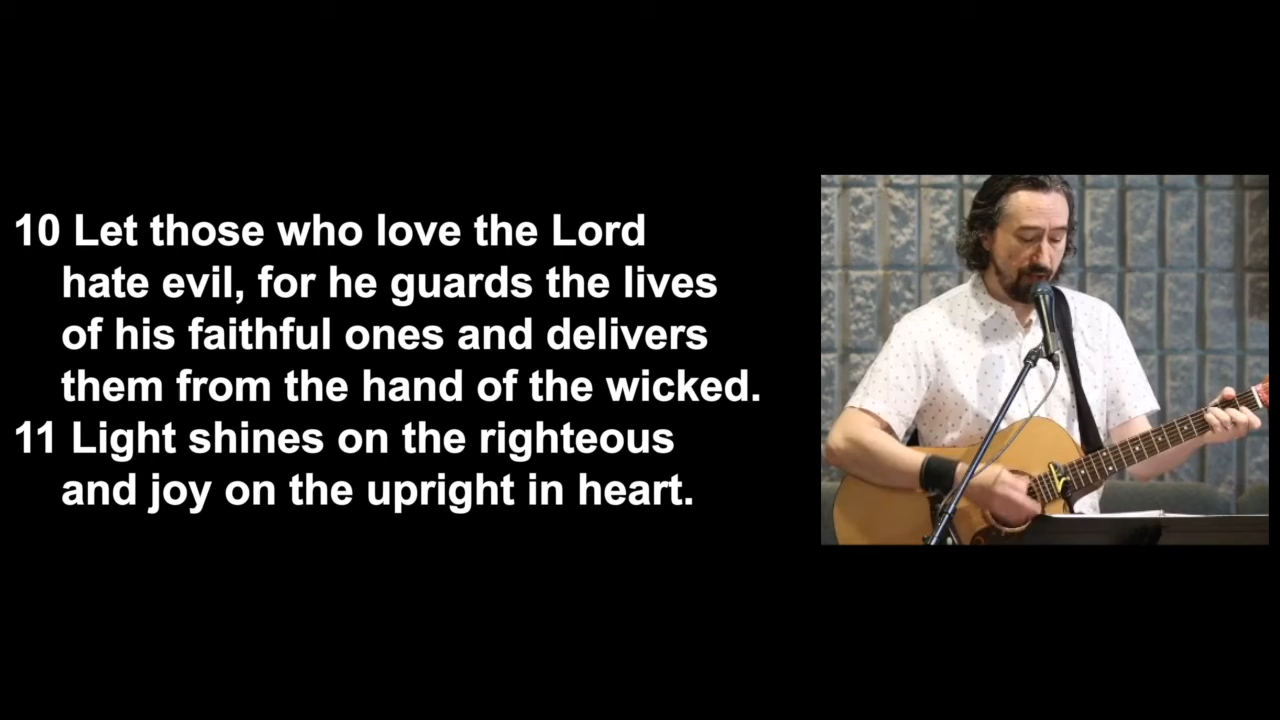 10 Let those who love the Lord
hate evil, for he guards the lives
of his faithful ones and delivers
them from the hand of the wicked.
11 Light shines on the righteous
and joy on the upright in heart.